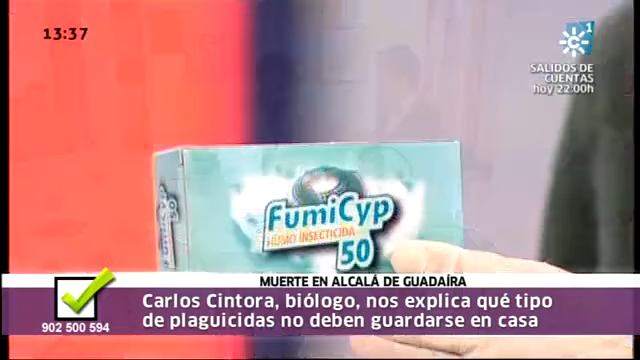 13:37
1
SALIDOS DE
CUENTAS
hoy 22:00h
FumiCyp
HUMO INSECTICIDA
50
MUERTE EN ALCALÁ DE GUADAÍRA
Carlos Cintora, biólogo, nos explica qué tipo
de plaguicidas no deben guardarse en casa
902 500 594